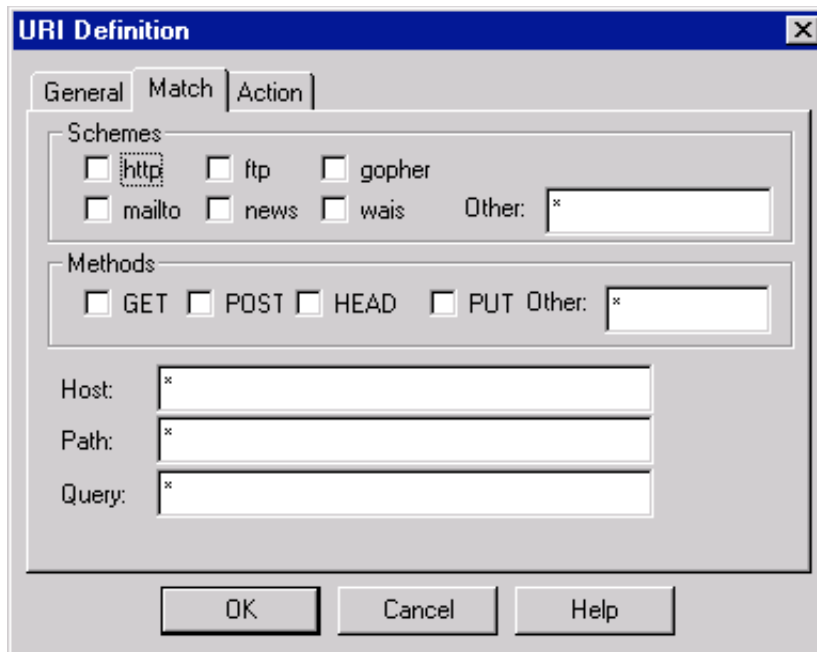 URI Definition
General Match Action
Schemes
http ftp gopher
mailto news wais Other: *
Methods
GET POST HEAD PUT Other: *
Host: *
Path: *
Query: *
OK Cancel Help